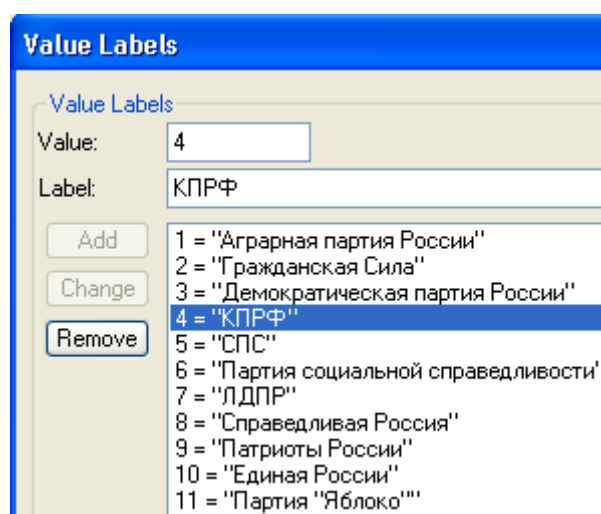 Value Labels
Value Labels
Value: 4
Label: КПРФ
Add
Change
Remove
1 = "Аграрная партия России"
2 = "Гражданская Сила"
3 = "Демократическая партия России"
4 = "КПРФ"
5 = "СПС"
6 = "Партия социальной справедливости"
7 = "ЛДПР"
8 = "Справедливая Россия"
9 = "Патриоты России"
10 = "Единая России"
11 = "Партия "Яблоко""